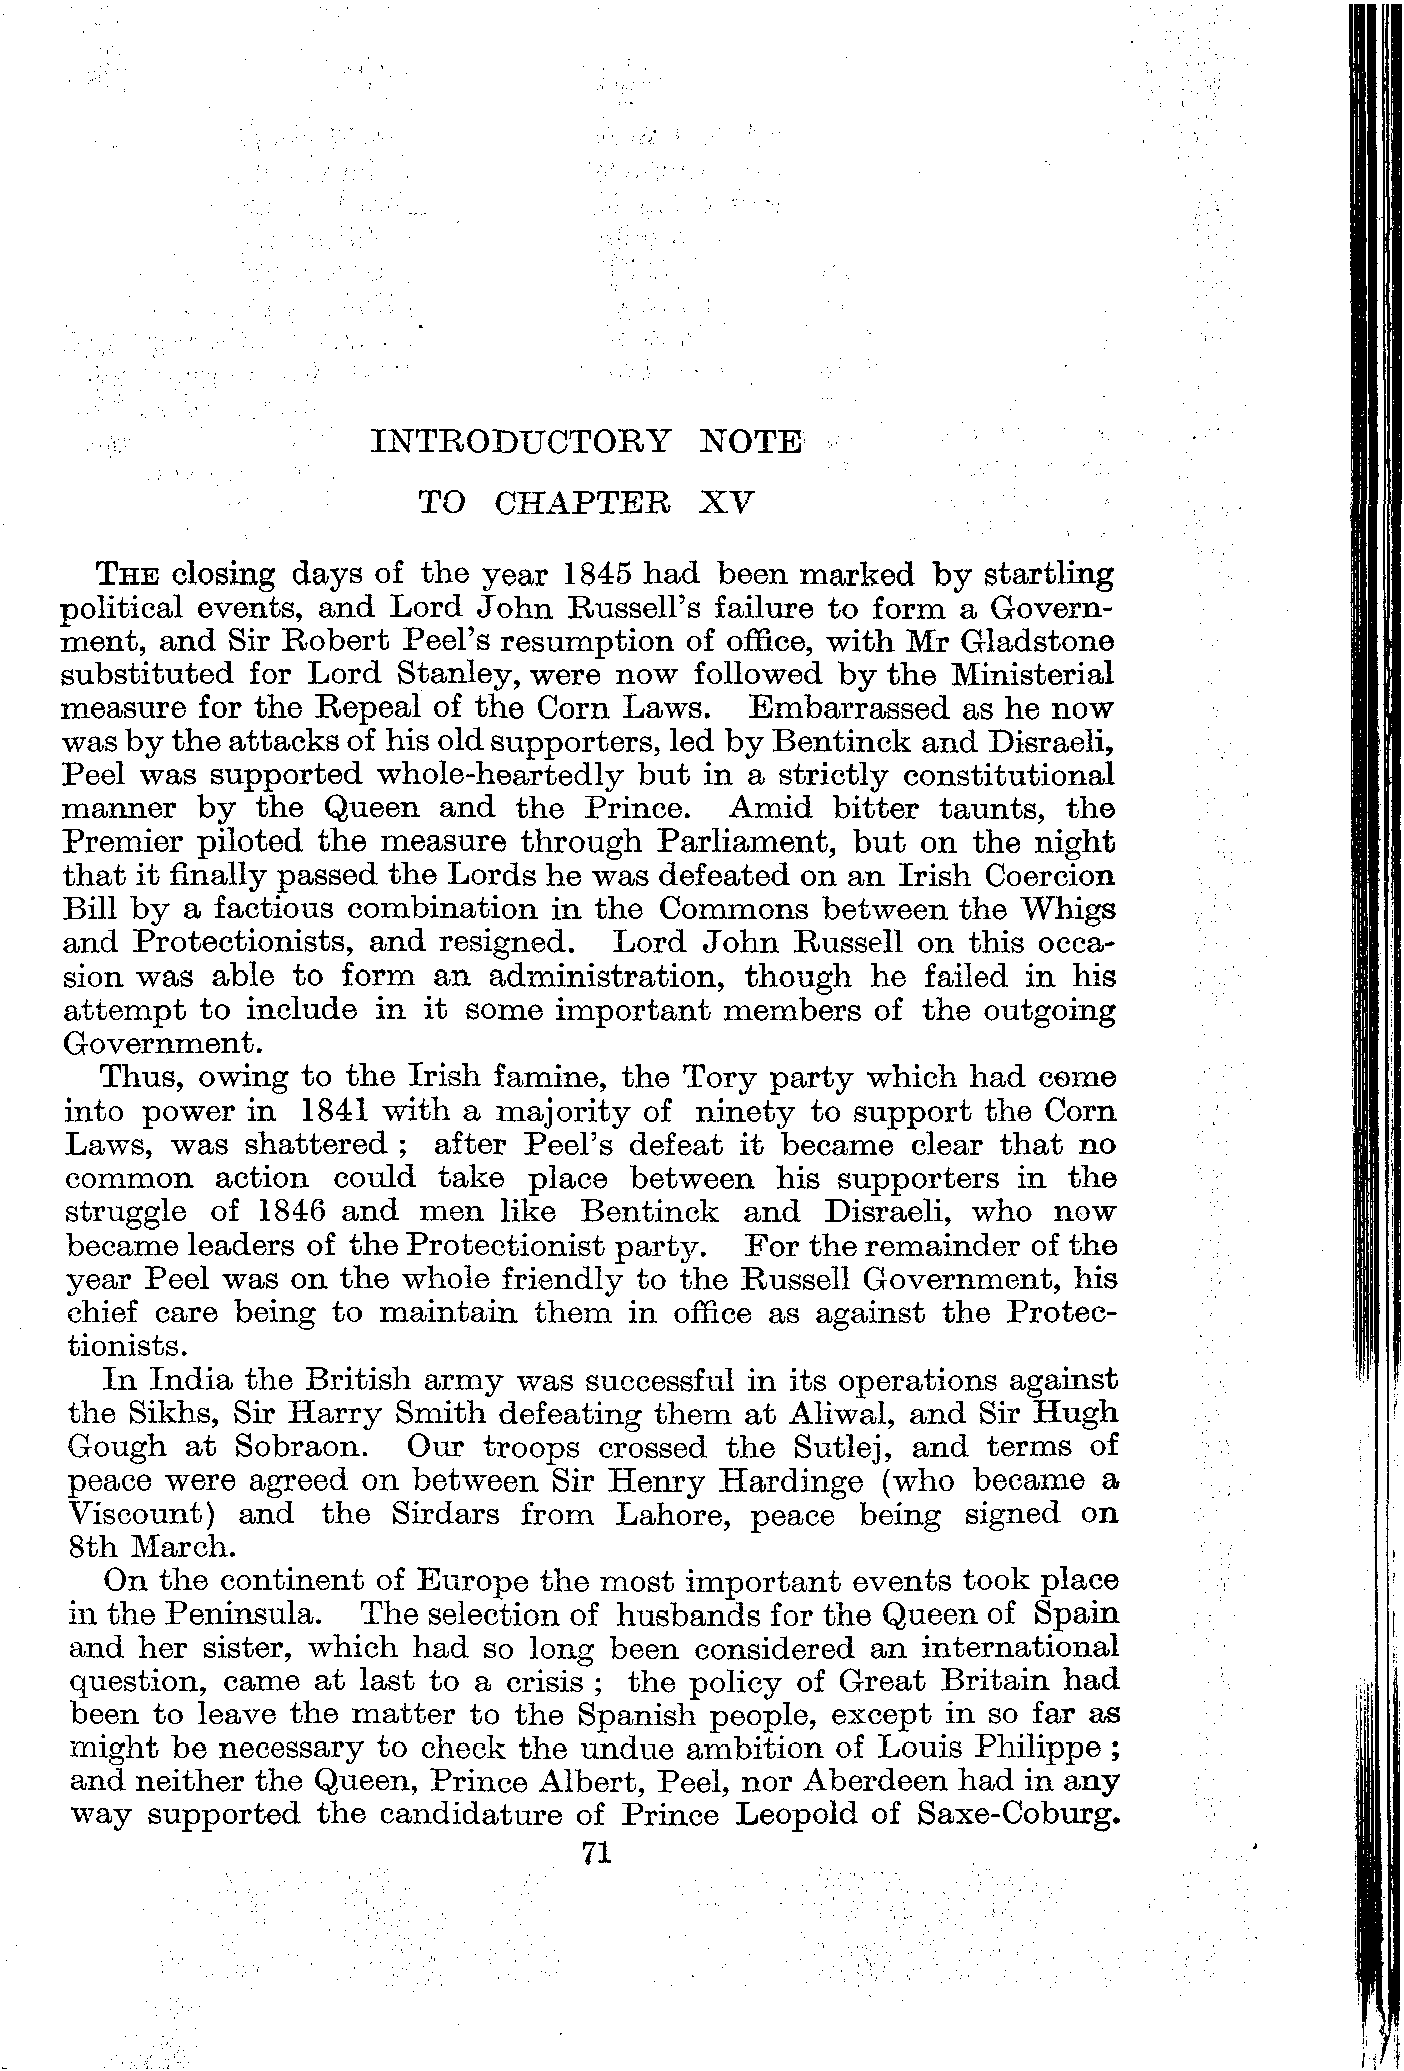 INTRODUCTORY NOTE
TO CHAPTER XV
THE closing days of the year 1845 had been marked by startling
political events, and Lord John Russell's failure to form a Govern-
ment, and Sir Robert Peel's resumption of office, with Mr Gladstone
substituted for Lord Stanley, were now followed by the Ministerial
measure for the Repeal of the Corn Laws. Embarrassed as he now
was by the attacks of his old supporters, led by Bentinck and Disraeli,
Peel was supported whole-heartedly but in a strictly constitutional
manner by the Queen and the Prince. Amid bitter taunts, the
Premier piloted the measure through Parliament, but on the night
that it finally passed the Lords he was defeated on an Irish Coercion
Bill by a factious combination in the Commons between the Whigs
and Protectionists, and resigned. Lord John Russell on this occa-
sion was able to form an administration, though he failed in his
attempt to include in it some important members of the outgoing
Government.
Thus, owing to the Irish famine, the Tory party which had come
into power in 1841 with a majority of ninety to support the Corn
Laws, was shattered ; after Peel's defeat it became clear that no
common action could take place between his supporters in the
struggle of 1846 and men like Bentinck and Disraeli, who now
became leaders of the Protectionist party. For the remainder of the
year Peel was on the whole friendly to the Russell Government, his
chief care being to maintain them in office as against the Protec-
tionists.
In India the British army was successful in its operations against
the Sikhs, Sir Harry Smith defeating them at Aliwal, and Sir Hugh
Gough at Sobraon. Our troops crossed the Sutlej, and terms of
peace were agreed on between Sir Henry Hardinge (who became a
Viscount) and the Sirdars from Lahore, peace being signed on
8th March.
On the continent of Europe the most important events took place
in the Peninsula. The selection of husbands for the Queen of Spain
and her sister, which had so long been considered an international
question, came at last to a crisis ; the policy of Great Britain had
been to leave the matter to the Spanish people, except in so far as
might be necessary to check the undue ambition of Louis Philippe ;
and neither the Queen, Prince Albert, Peel, nor Aberdeen had in any
way supported the candidature of Prince Leopold of Saxe-Coburg.
71